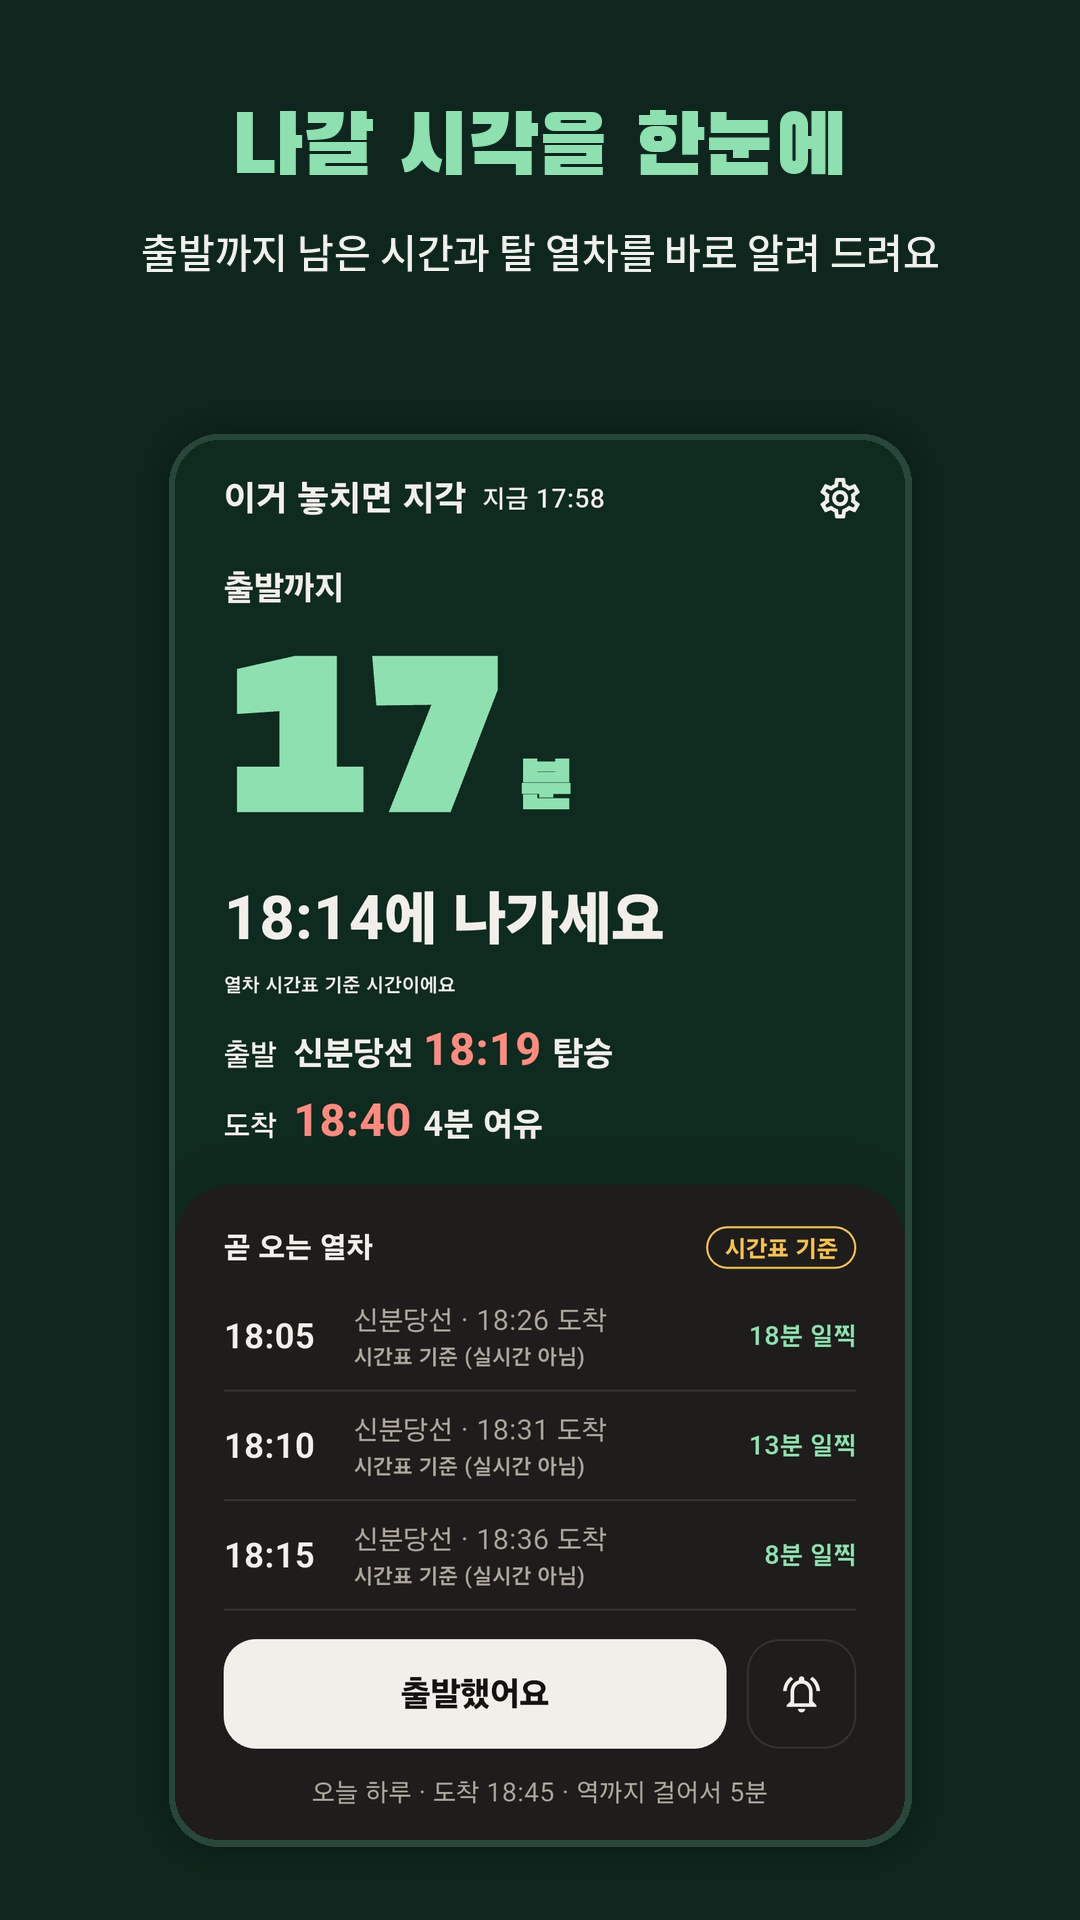 나갈 시각을 한눈에
출발까지 남은 시간과 탈 열차를 바로 알려 드려요
이거 놓치면 지각 지금 17:58
출발까지
17분
18:14에 나가세요
열차 시간표 기준 시간이에요
출발 신분당선 18:19 탑승
도착 18:40 4분 여유
곧 오는 열차 시간표 기준
18:05 신분당선 · 18:26 도착 18분 일찍
시간표 기준 (실시간 아님)
18:10 신분당선 · 18:31 도착 13분 일찍
시간표 기준 (실시간 아님)
18:15 신분당선 · 18:36 도착 8분 일찍
시간표 기준 (실시간 아님)
출발했어요
오늘 하루 · 도착 18:45 · 역까지 걸어서 5분